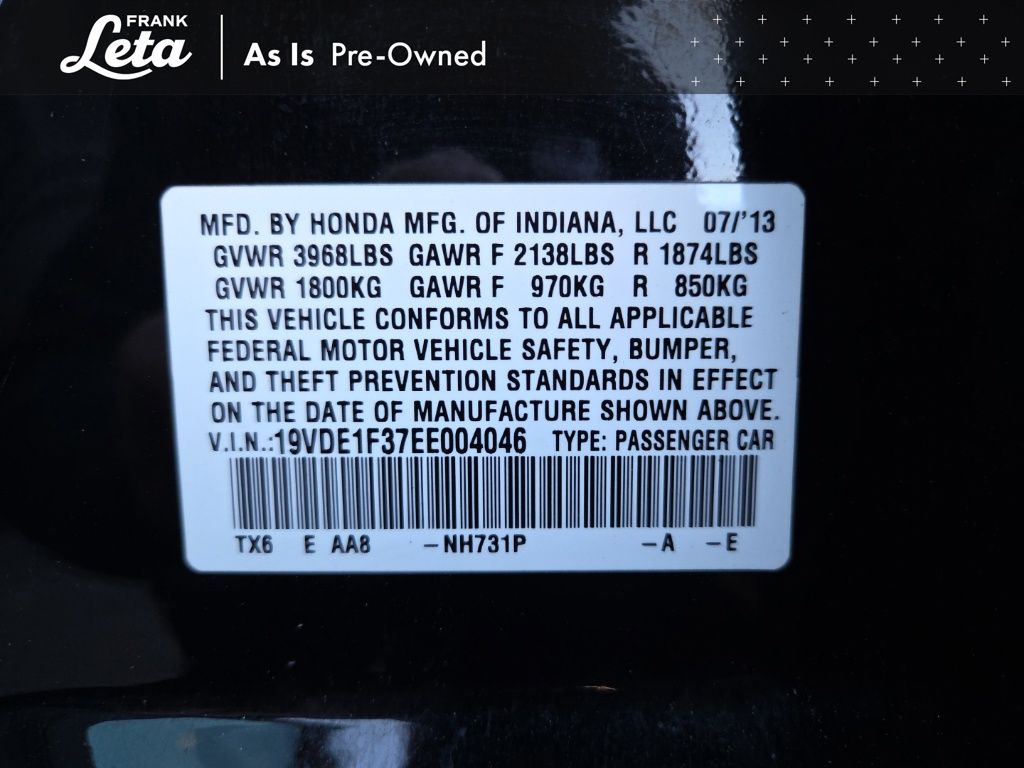 FRANK
Leta
As Is Pre-Owned
MFD. BY HONDA MFG. OF INDIANA, LLC 07/'13
GVWR 3968LBS GAWR F 2138LBS R 1874LBS
GVWR 1800KG GAWR F 970KG R 850KG
THIS VEHICLE CONFORMS TO ALL APPLICABLE
FEDERAL MOTOR VEHICLE SAFETY, BUMPER,
AND THEFT PREVENTION STANDARDS IN EFFECT
ON THE DATE OF MANUFACTURE SHOWN ABOVE.
V.I.N.:19VDE1F37EE004046 TYPE: PASSENGER CAR
TX6 E AA8 -NH731P -A -E